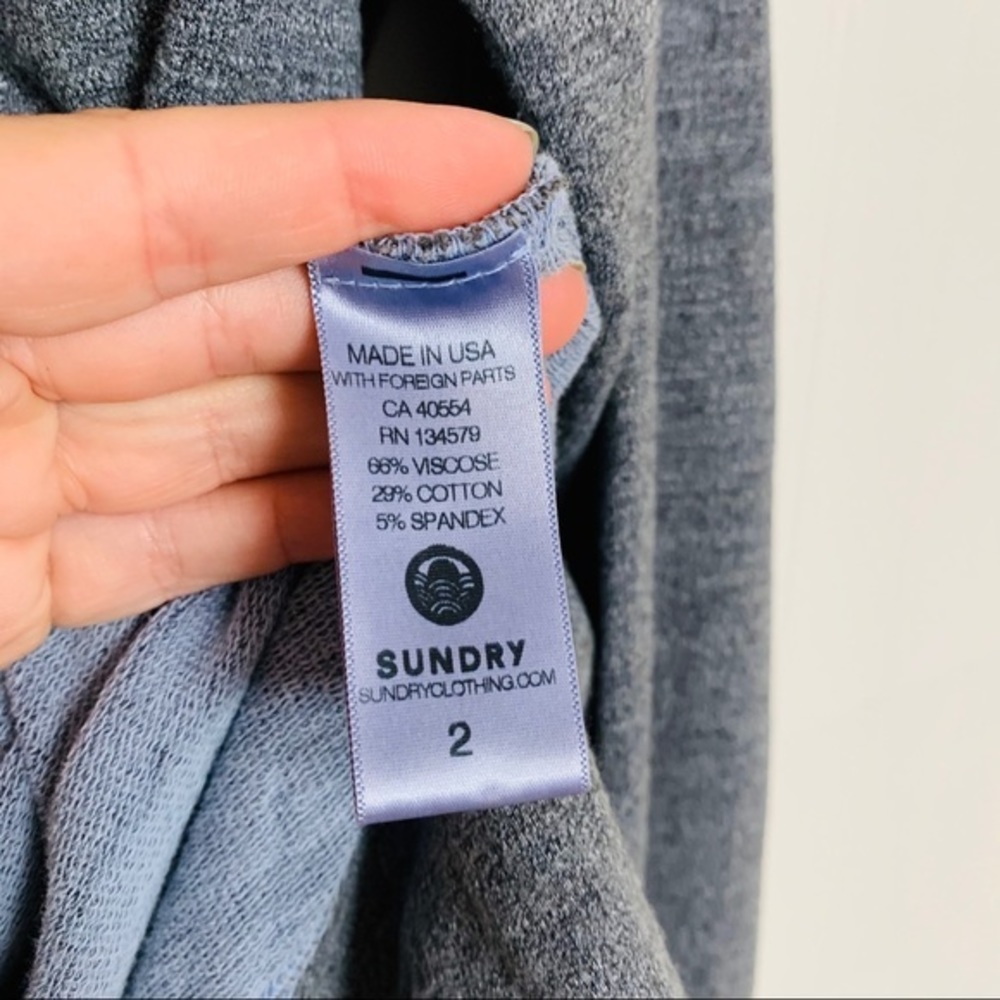 MADE IN USA
WITH FOREIGN PARTS
CA 40554
RN 134579
66% VISCOSE
29% COTTON
5% SPANDEX
SUNDRY
SUNDRYCLOTHING.COM
2